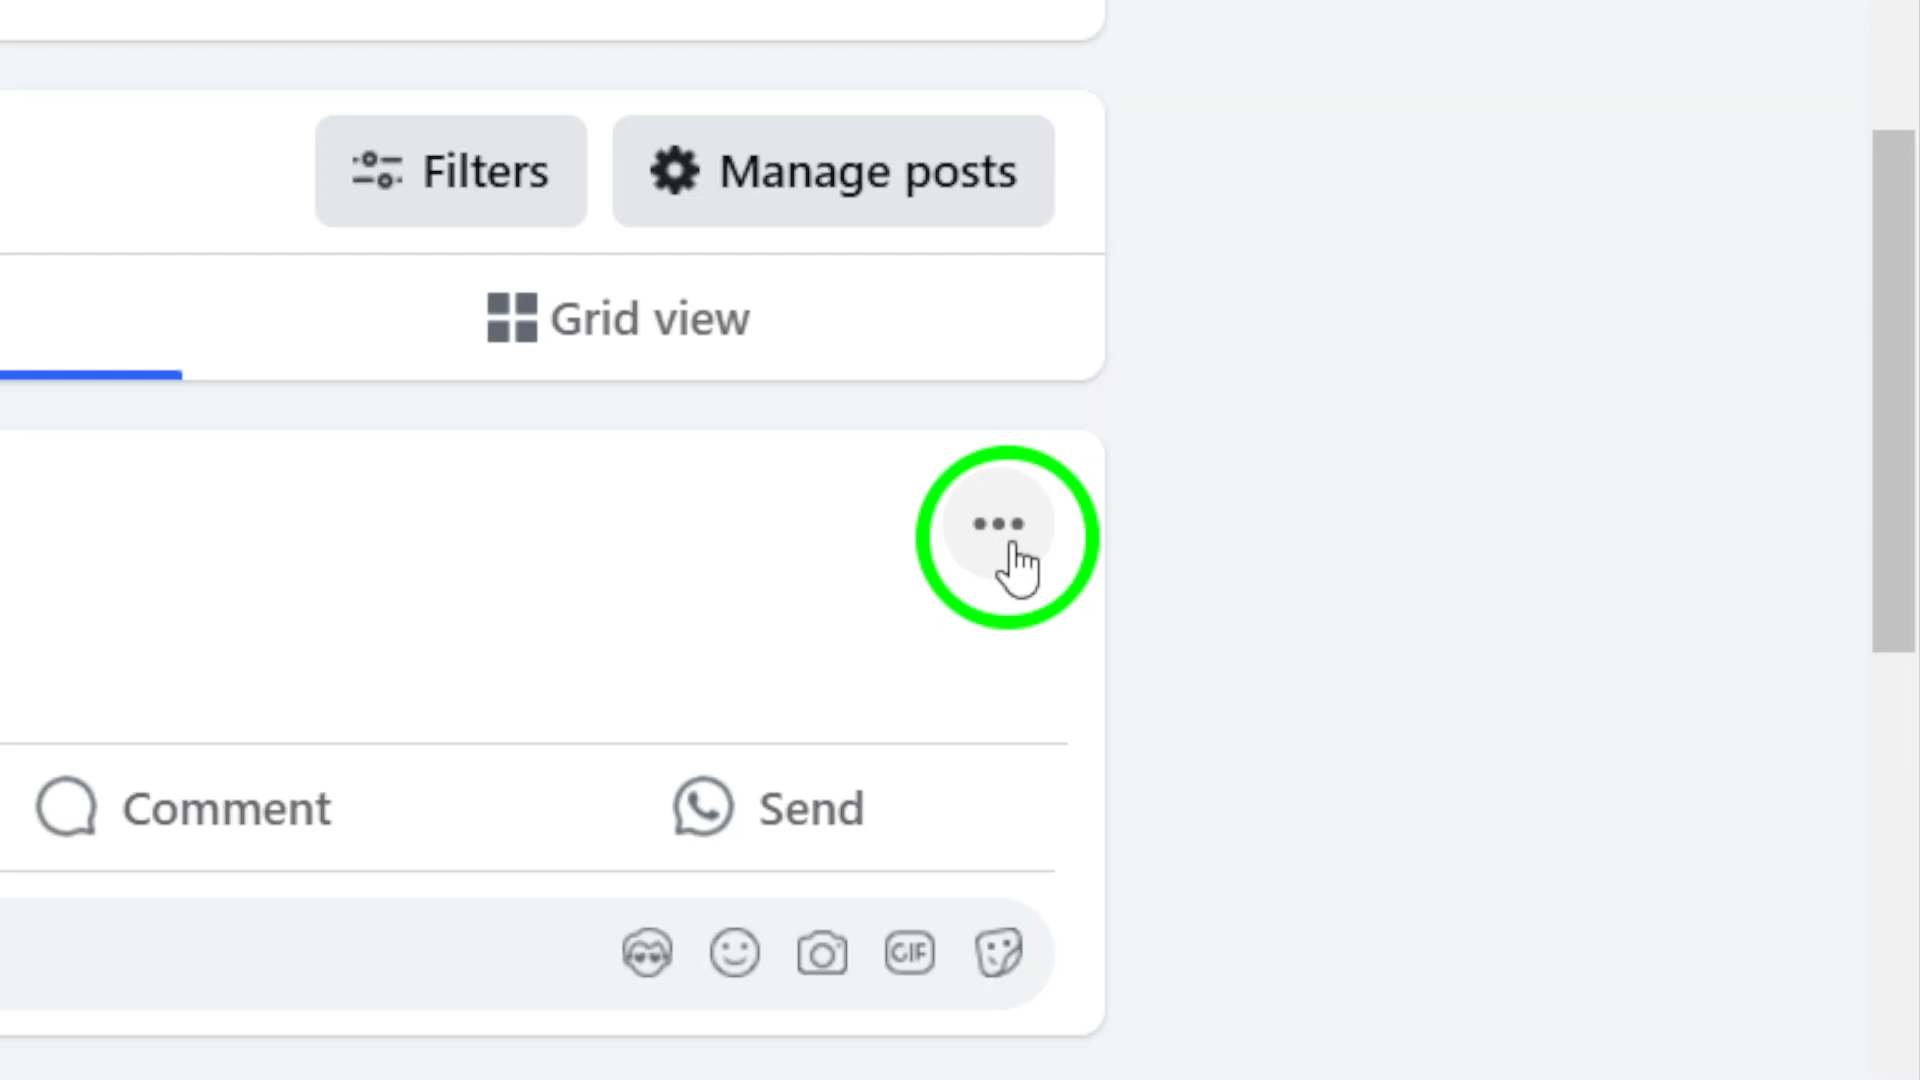 Filters
Manage posts
Grid view
Comment
Send
GIF